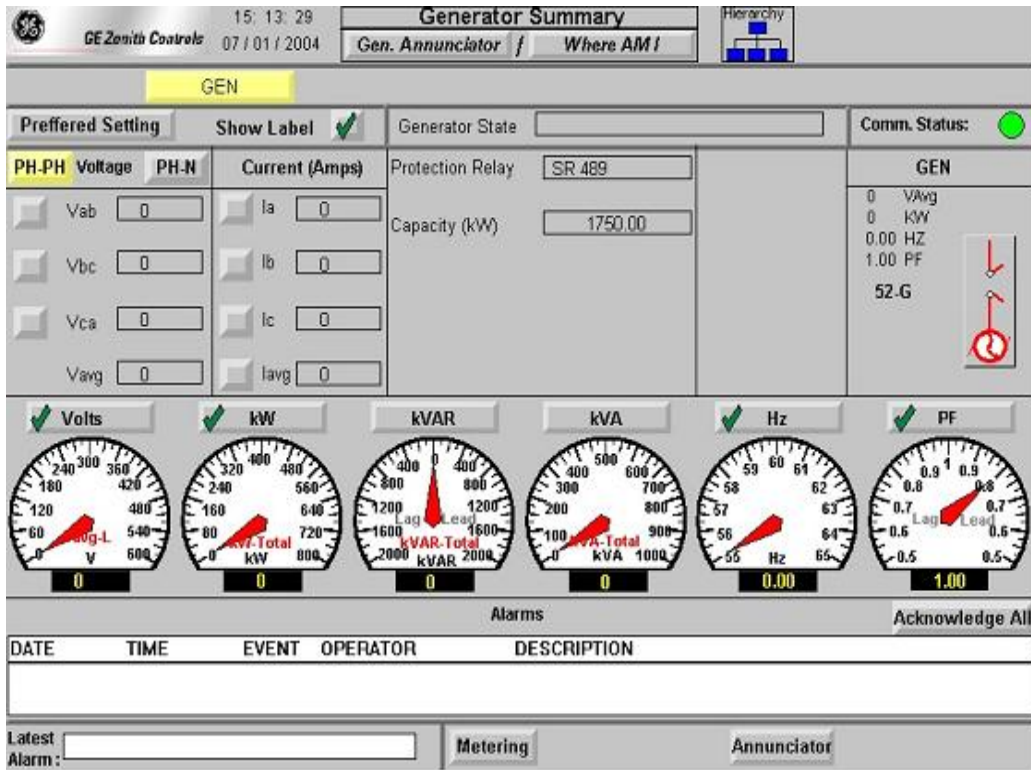 GE Zenith Controls
15: 13: 29
07 / 01 / 2004
Generator Summary
Gen. Annunciator / Where AM I
Hierarchy
GEN
Preffered Setting
Show Label
Generator State
Comm. Status:
PH-PH Voltage PH-N
Current (Amps)
Protection Relay SR 489
GEN
Vab 0
Ia 0
Capacity (kW) 1750.00
0 VAvg
0 KW
0.00 HZ
1.00 PF
52-G
Vbc 0
Ib 0
Vca 0
Ic 0
Vavg 0
Iavg 0
Volts
kW
kVAR
kVA
Hz
PF
0 60 120 180 240 300 360 420 480 540 600
V
0
0 80 160 240 320 400 480 560 640 720 800
kW-Total
kW
0
2000 1600 1200 800 400 0 400 800 1200 1600 2000
Lag Lead
kVAR-Total
kVAR
0
0 100 200 300 400 500 600 700 800 900 1000
kVA-Total
kVA
0
55 56 57 58 59 60 61 62 63 64 65
Hz
0.00
0.5 0.6 0.7 0.8 0.9 1 0.9 0.8 0.7 0.6 0.5
Lag Lead
1.00
Alarms
Acknowledge All
DATE TIME EVENT OPERATOR DESCRIPTION
Latest
Alarm :
Metering
Annunciator